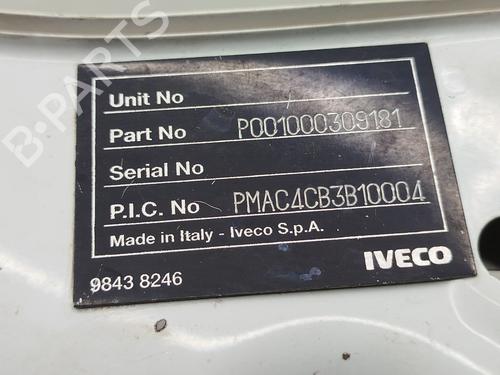 B-PARTS
Unit No
Part No P001000309181
Serial No
P.I.C. No PMAC4CB3B10004
Made in Italy - Iveco S.p.A.
9843 8246
IVECO